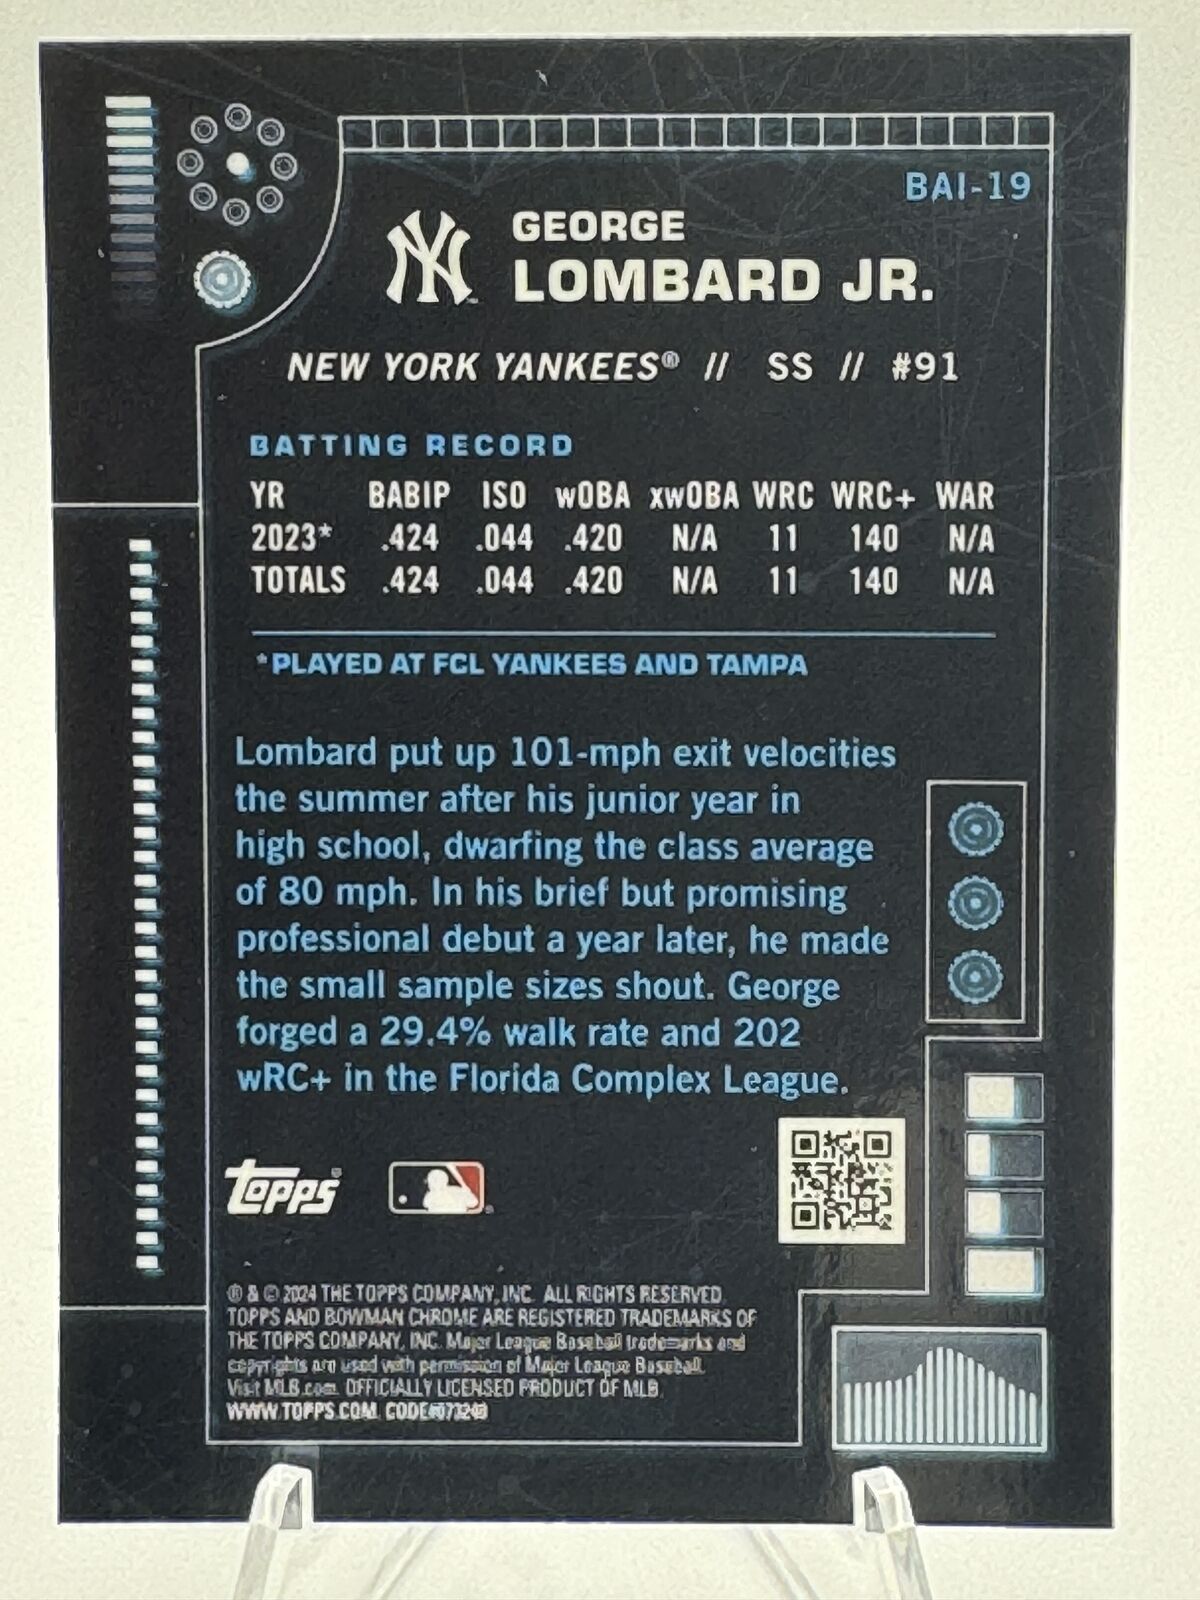 BAI-19
NY
GEORGE
LOMBARD JR.
NEW YORK YANKEES® // SS // #91
BATTING RECORD
YR BABIP ISO wOBA xwOBA WRC WRC+ WAR
2023* .424 .044 .420 N/A 11 140 N/A
TOTALS .424 .044 .420 N/A 11 140 N/A
*PLAYED AT FCL YANKEES AND TAMPA
Lombard put up 101-mph exit velocities
the summer after his junior year in
high school, dwarfing the class average
of 80 mph. In his brief but promising
professional debut a year later, he made
the small sample sizes shout. George
forged a 29.4% walk rate and 202
wRC+ in the Florida Complex League.
Topps
® & © 2024 THE TOPPS COMPANY, INC. ALL RIGHTS RESERVED.
TOPPS AND BOWMAN CHROME ARE REGISTERED TRADEMARKS OF
THE TOPPS COMPANY, INC. Major League Baseball trademarks and
copyrights are used with permission of Major League Baseball.
Visit MLB.com. OFFICIALLY LICENSED PRODUCT OF MLB.
WWW.TOPPS.COM.